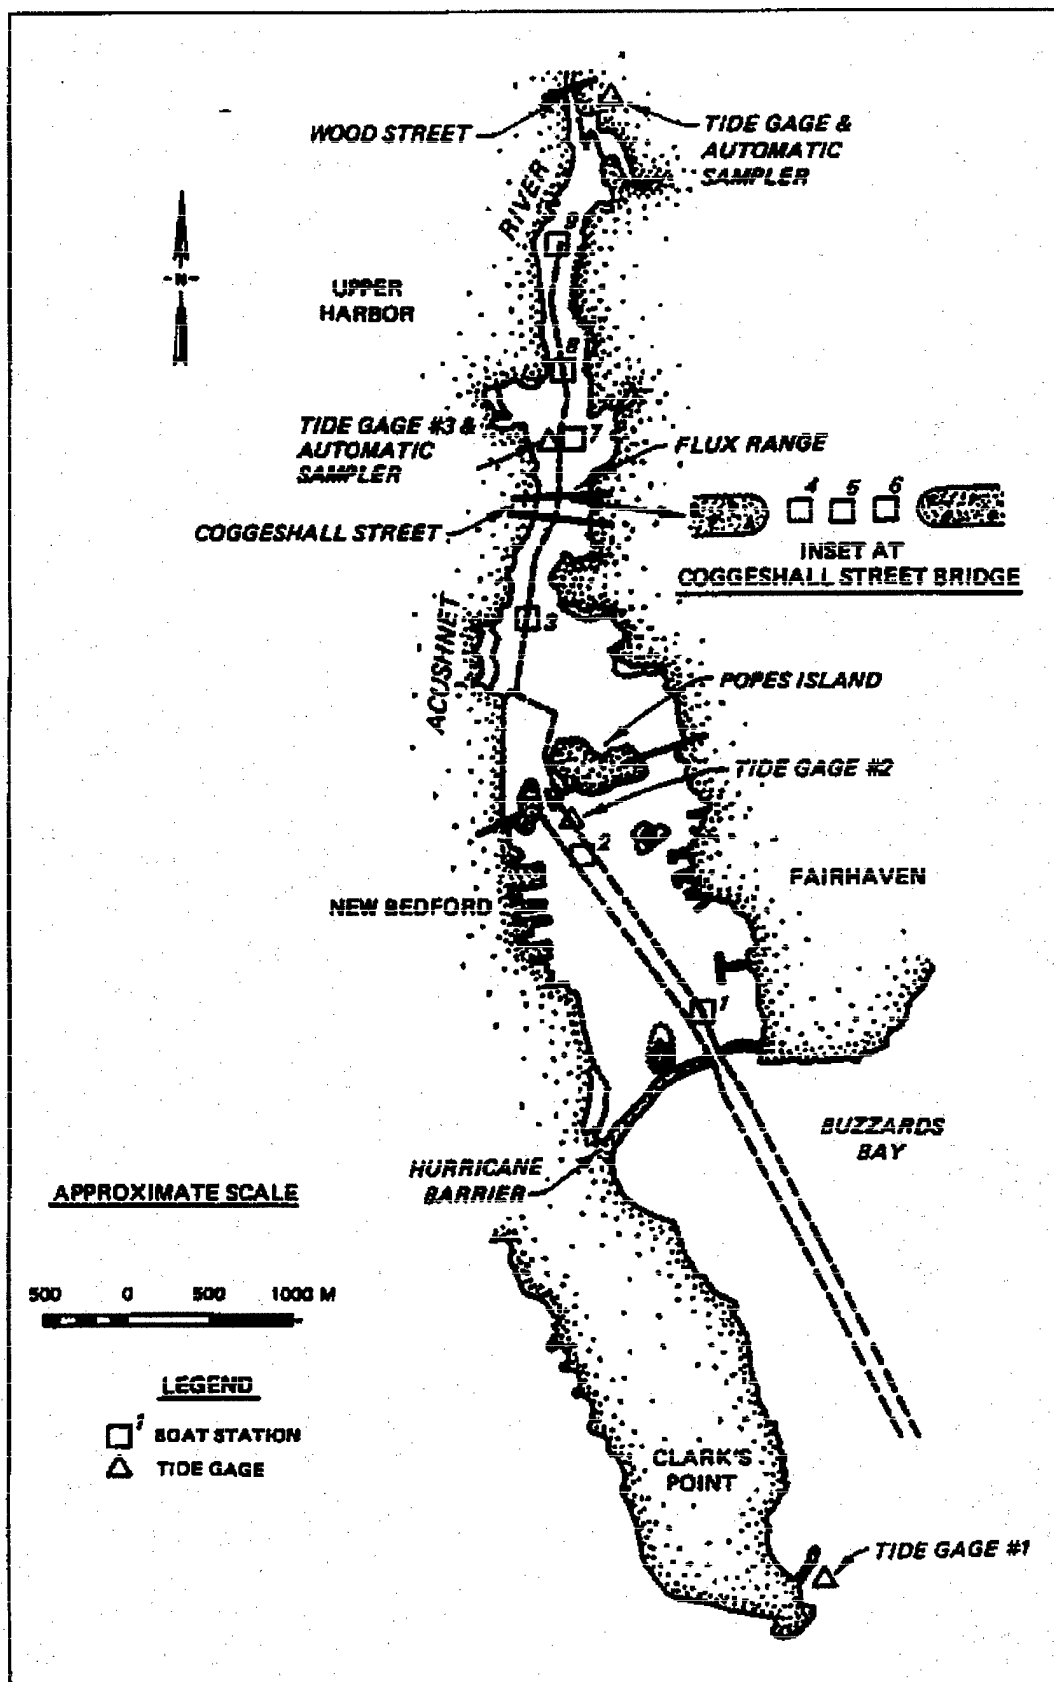 WOOD STREET
TIDE GAGE &
AUTOMATIC
SAMPLER
RIVER
9
-N-
UPPER
HARBOR
8
TIDE GAGE #3 &
AUTOMATIC
SAMPLER
7
FLUX RANGE
4 5 6
COGGESHALL STREET
INSET AT
COGGESHALL STREET BRIDGE
3
ACUSHNET
POPES ISLAND
TIDE GAGE #2
2
FAIRHAVEN
NEW BEDFORD
1
BUZZARDS
BAY
HURRICANE
BARRIER
APPROXIMATE SCALE
500 0 500 1000 M
LEGEND
BOAT STATION
TIDE GAGE
CLARK'S
POINT
TIDE GAGE #1